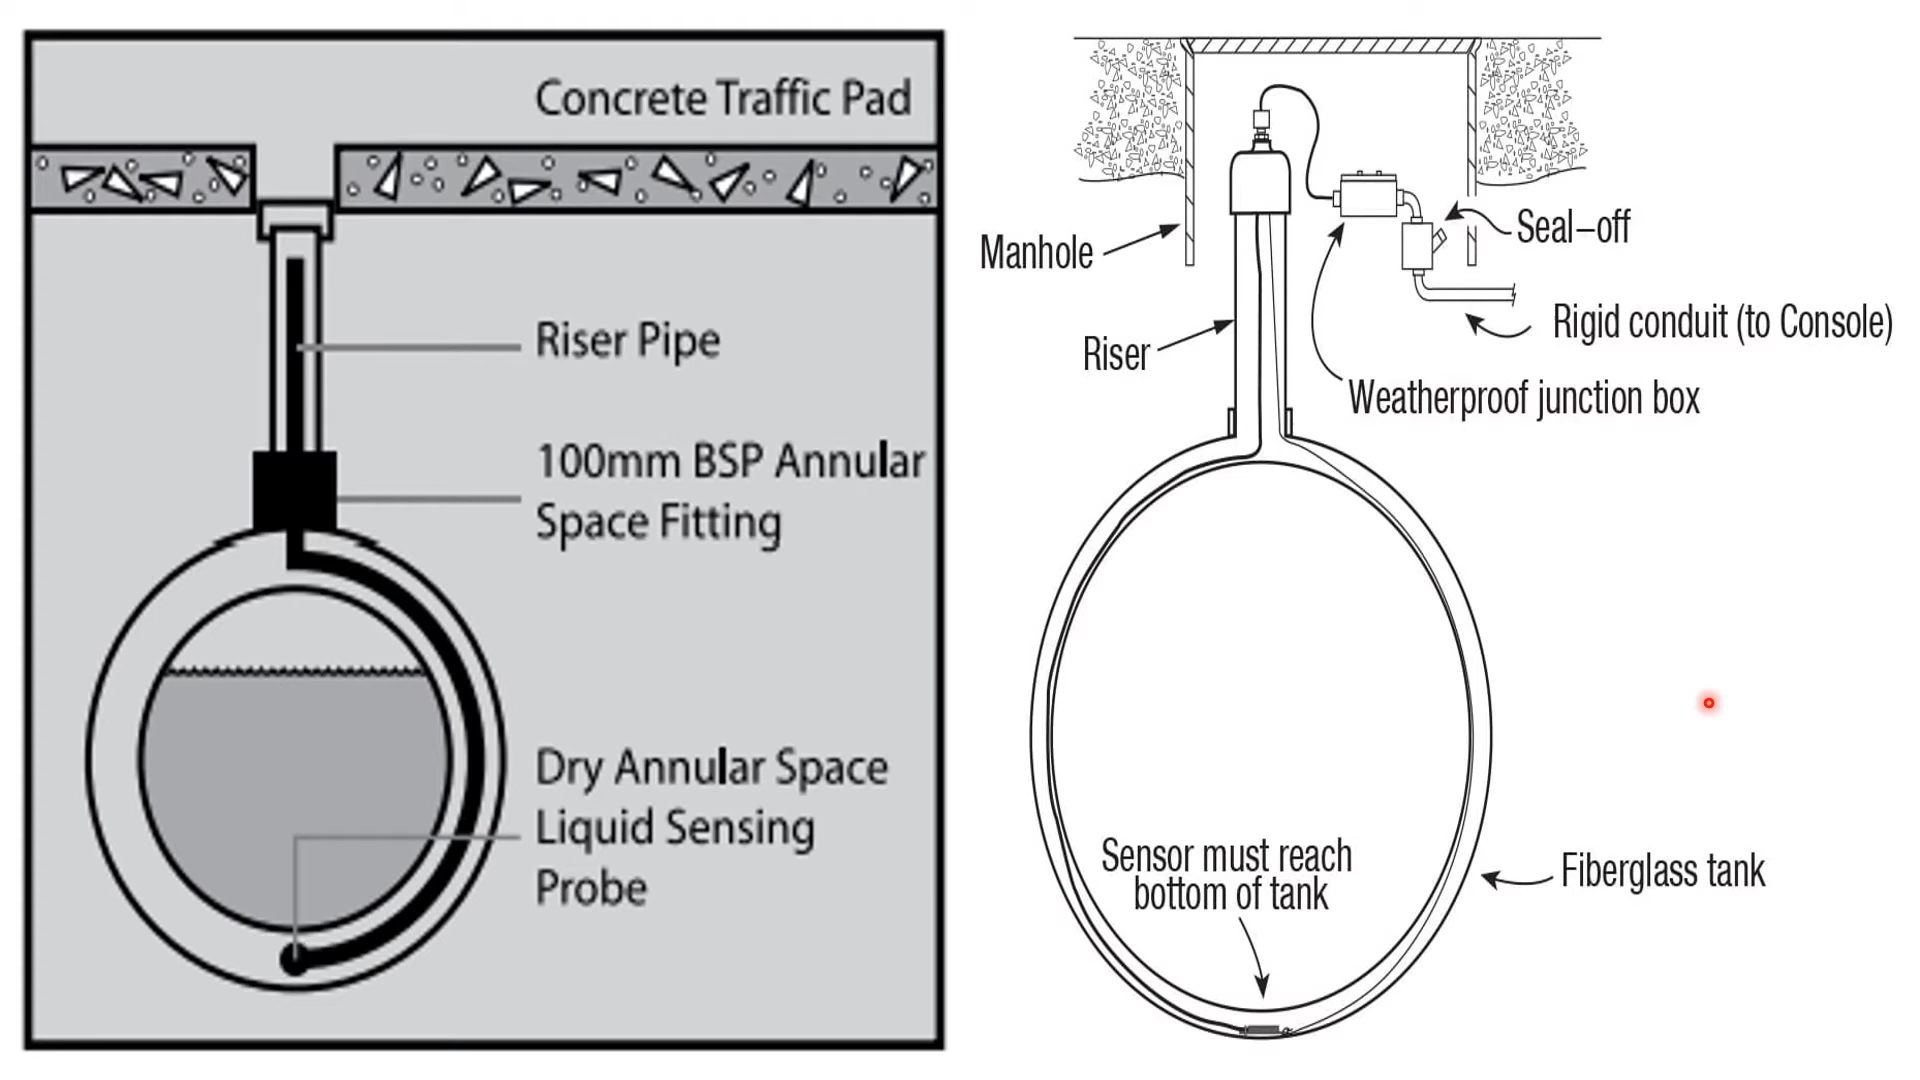 Concrete Traffic Pad
Riser Pipe
100mm BSP Annular
Space Fitting
Dry Annular Space
Liquid Sensing
Probe
Manhole
Seal-off
Riser
Rigid conduit (to Console)
Weatherproof junction box
Sensor must reach
bottom of tank
Fiberglass tank